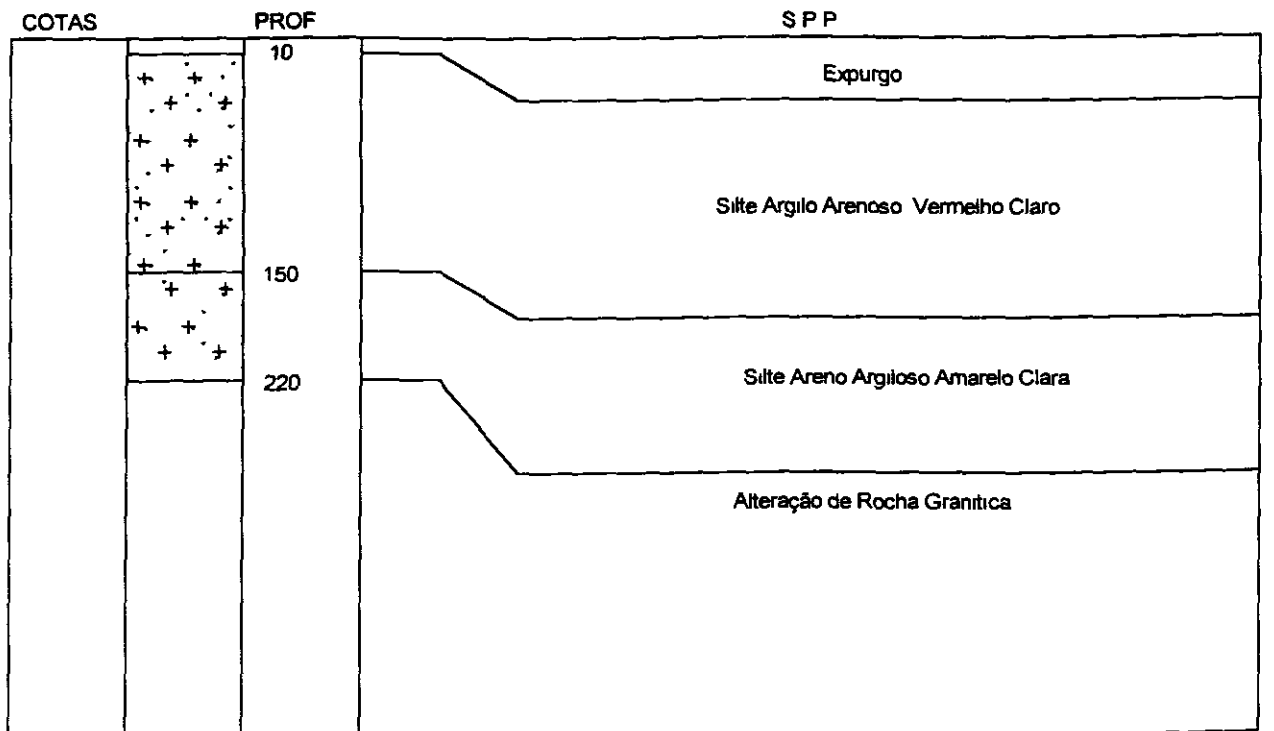 COTAS PROF S P P
10
Expurgo
Silte Argilo Arenoso Vermelho Claro
150
Silte Areno Argiloso Amarelo Clara
220
Alteração de Rocha Granitica